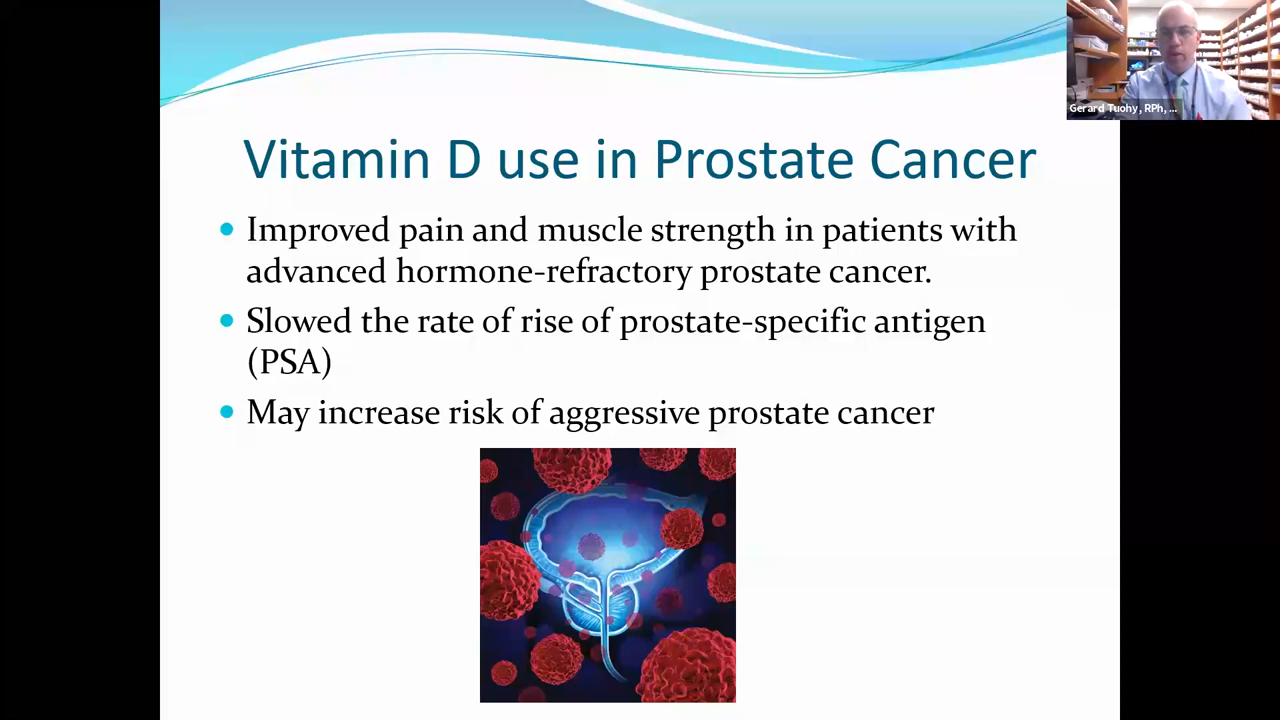 Gerard Tuohy, RPh, ...
Vitamin D use in Prostate Cancer
• Improved pain and muscle strength in patients with
advanced hormone-refractory prostate cancer.
• Slowed the rate of rise of prostate-specific antigen
(PSA)
• May increase risk of aggressive prostate cancer